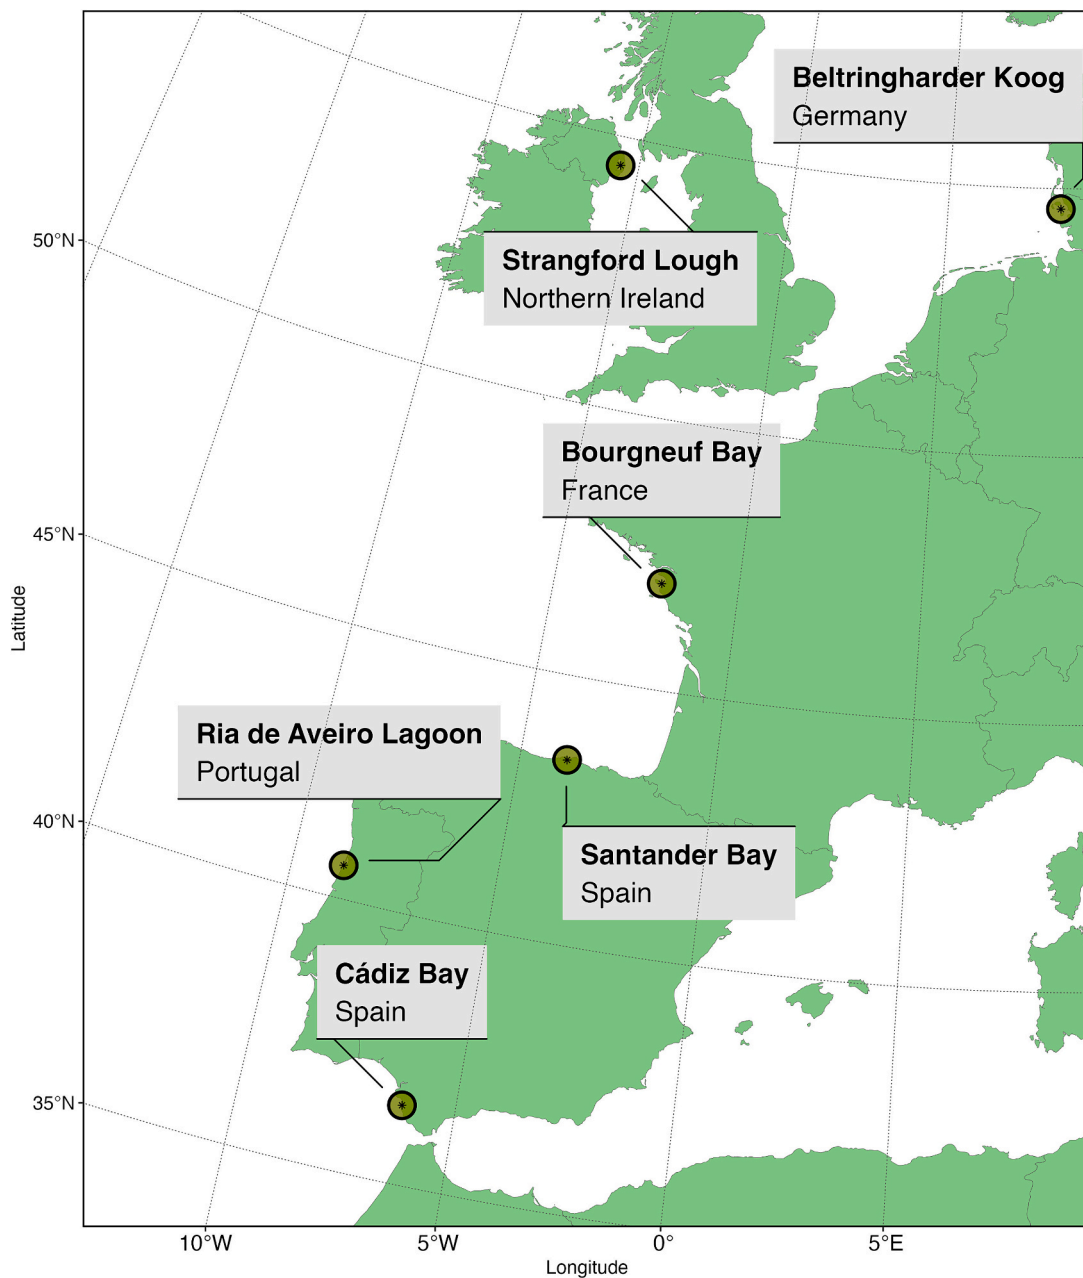 Beltringharder Koog
Germany
50°N
Strangford Lough
Northern Ireland
Bourgneuf Bay
France
45°N
Latitude
Ria de Aveiro Lagoon
Portugal
40°N
Santander Bay
Spain
Cádiz Bay
Spain
35°N
10°W
5°W
0°
5°E
Longitude